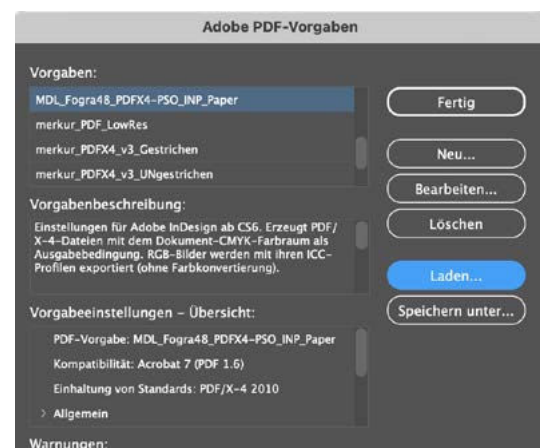 Adobe PDF-Vorgaben
Vorgaben:
MDL_Fogra48_PDFX4-PSO_INP_Paper
merkur_PDF_LowRes
merkur_PDFX4_v3_Gestrichen
merkur_PDFX4_v3_UNgestrichen
Fertig
Neu...
Bearbeiten...
Löschen
Laden...
Speichern unter...
Vorgabenbeschreibung:
Einstellungen für Adobe InDesign ab CS6. Erzeugt PDF/
X-4-Dateien mit dem Dokument-CMYK-Farbraum als
Ausgabebedingung. RGB-Bilder werden mit ihren ICC-
Profilen exportiert (ohne Farbkonvertierung).
Vorgabeeinstellungen – Übersicht:
PDF-Vorgabe: MDL_Fogra48_PDFX4-PSO_INP_Paper
Kompatibilität: Acrobat 7 (PDF 1.6)
Einhaltung von Standards: PDF/X-4 2010
> Allgemein
Warnungen: